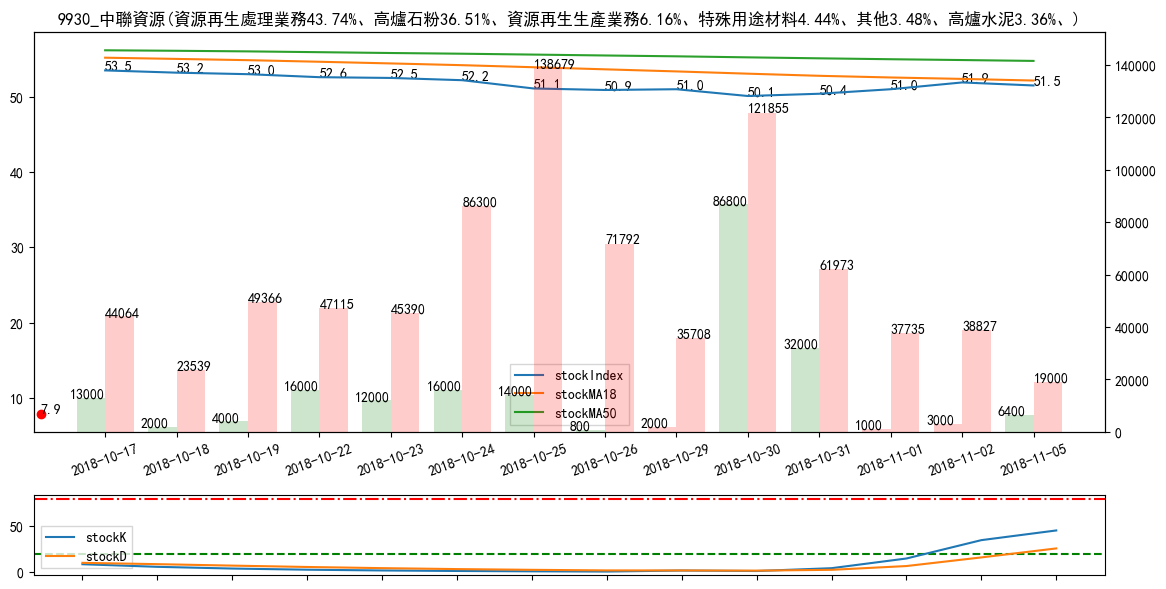 9930_中聯資源(資源再生處理業務43.74%、高爐石粉36.51%、資源再生生產業務6.16%、特殊用途材料4.44%、其他3.48%、高爐水泥3.36%、)
53.5 53.2 53.0 52.6 52.5 52.2 51.1 50.9 51.0 50.1 50.4 51.0 51.9 51.5
50
40
30
20
10
140000
120000
100000
80000
60000
40000
20000
0
44064 23539 49366 47115 45390 86300 138679 71792 35708 121855 61973 37735 38827 19000
13000 2000 4000 16000 12000 16000 14000 800 2000 86800 32000 1000 3000 6400
7.9
stockIndex
stockMA18
stockMA50
2018-10-17 2018-10-18 2018-10-19 2018-10-22 2018-10-23 2018-10-24 2018-10-25 2018-10-26 2018-10-29 2018-10-30 2018-10-31 2018-11-01 2018-11-02 2018-11-05
50
0
stockK
stockD